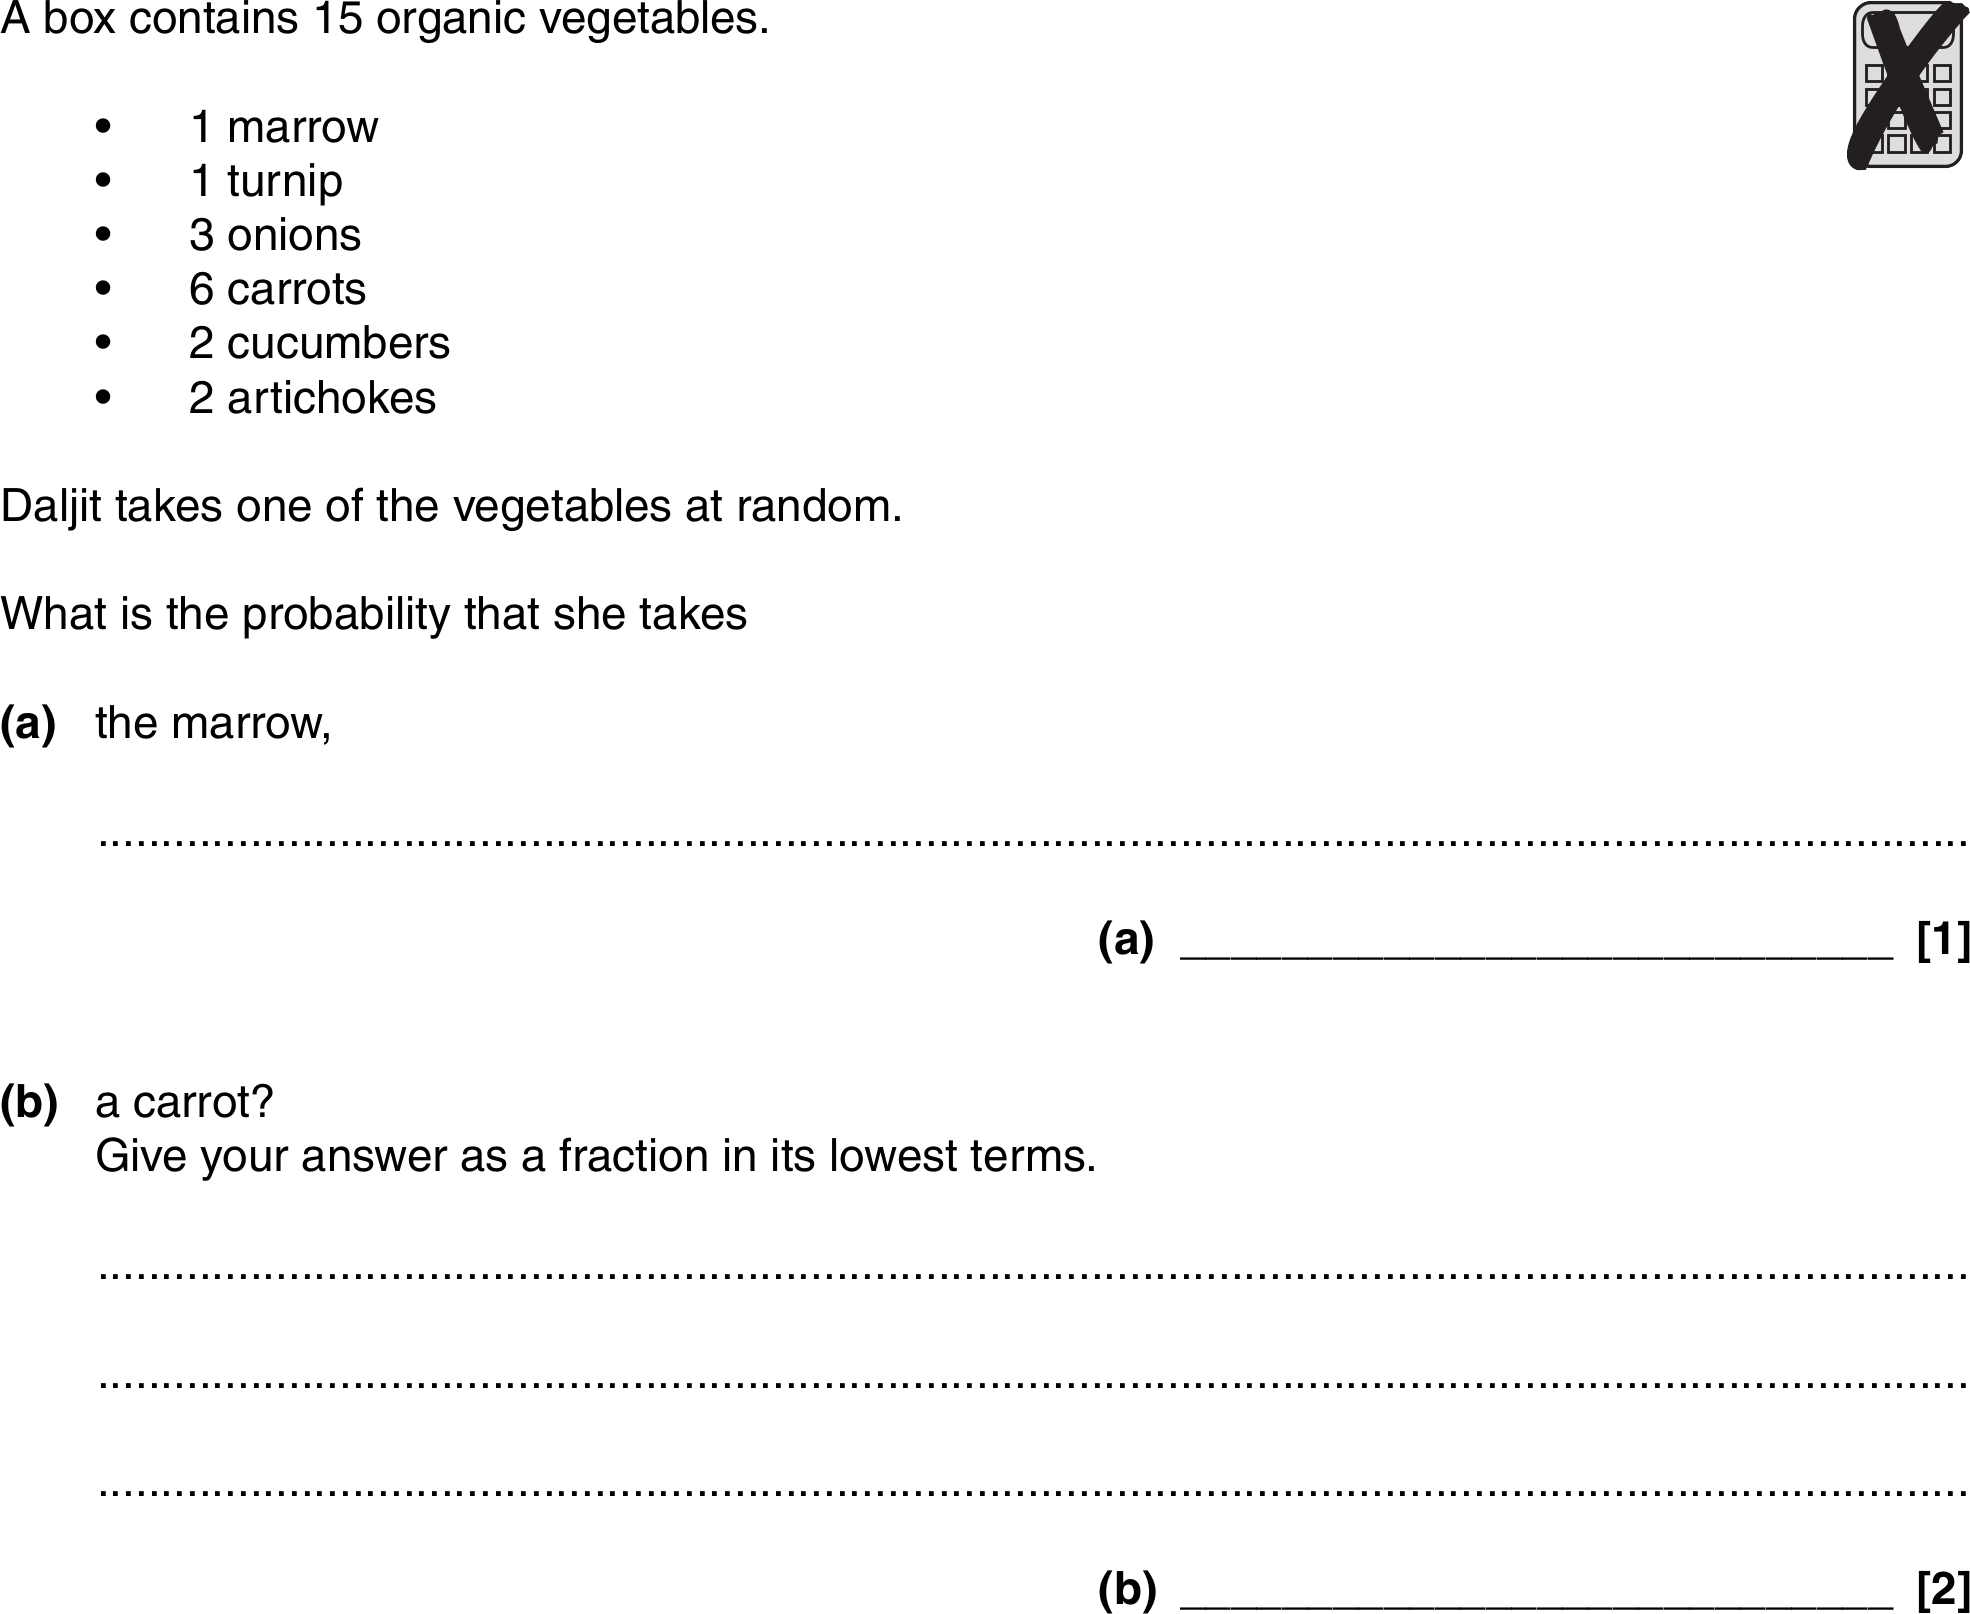 A box contains 15 organic vegetables.
• 1 marrow
• 1 turnip
• 3 onions
• 6 carrots
• 2 cucumbers
• 2 artichokes
Daljit takes one of the vegetables at random.
What is the probability that she takes
(a) the marrow,
(a) [1]
(b) a carrot?
Give your answer as a fraction in its lowest terms.
(b) [2]